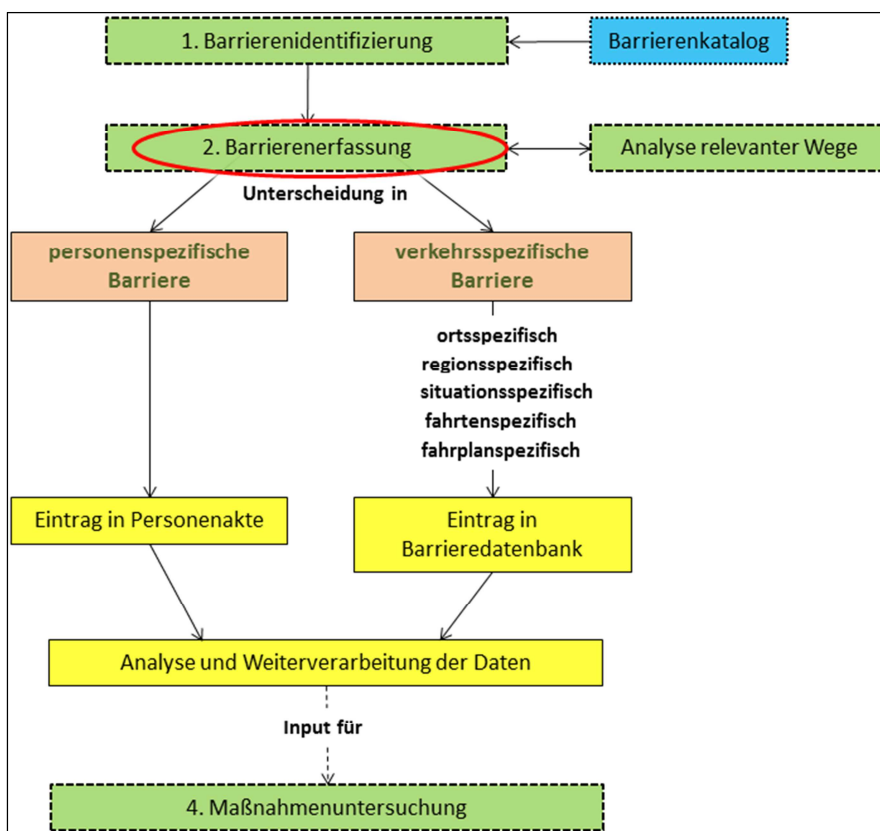 1. Barrierenidentifizierung
Barrierenkatalog
2. Barrierenerfassung
Analyse relevanter Wege
Unterscheidung in
personenspezifische
Barriere
verkehrsspezifische
Barriere
ortsspezifisch
regionsspezifisch
situationsspezifisch
fahrtenspezifisch
fahrplanspezifisch
Eintrag in Personenakte
Eintrag in
Barrieredatenbank
Analyse und Weiterverarbeitung der Daten
Input für
4. Maßnahmenuntersuchung